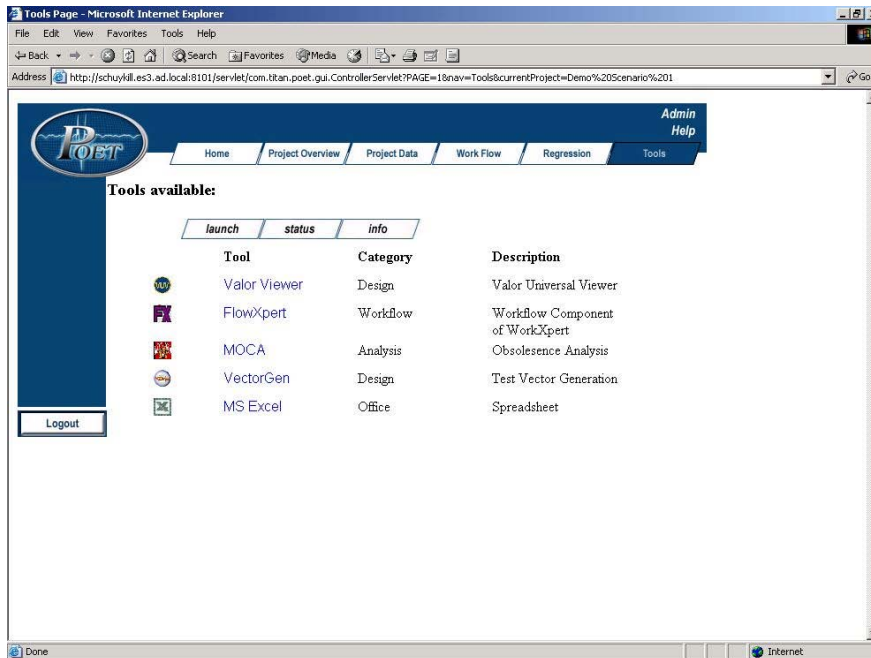 Tools Page - Microsoft Internet Explorer
File Edit View Favorites Tools Help
Back Search Favorites Media
Address http://schuykill.es3.ad.local:8101/servlet/com.titan.poet.gui.ControllerServlet?PAGE=1&nav=Tools&currentProject=Demo%20Scenario%201 Go
Admin
Help
POET
Home Project Overview Project Data Work Flow Regression Tools
Tools available:
launch status info
Tool Category Description
Valor Viewer Design Valor Universal Viewer
FX FlowXpert Workflow Workflow Component
of WorkXpert
MOCA Analysis Obsolesence Analysis
VectorGen Design Test Vector Generation
MS Excel Office Spreadsheet
Logout
Done Internet